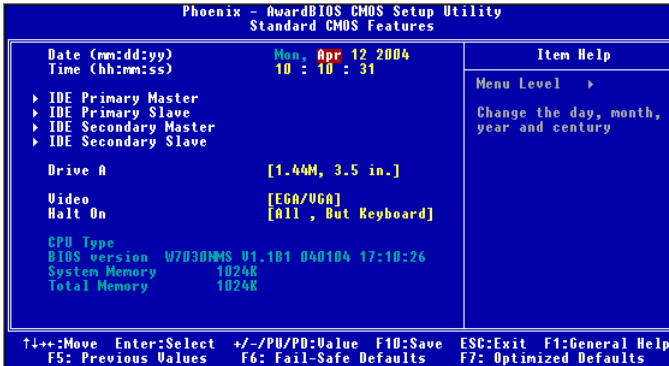 Phoenix - AwardBIOS CMOS Setup Utility
Standard CMOS Features
Date (mm:dd:yy) Mon, Apr 12 2004
Time (hh:mm:ss) 10 : 10 : 31
IDE Primary Master
IDE Primary Slave
IDE Secondary Master
IDE Secondary Slave
Drive A [1.44M, 3.5 in.]
Video [EGA/VGA]
Halt On [All , But Keyboard]
CPU Type
BIOS version W7030NMS V1.1B1 040104 17:10:26
System Memory 1024K
Total Memory 1024K
Item Help
Menu Level ▸
Change the day, month,
year and century
↑↓→←:Move Enter:Select +/-/PU/PD:Value F10:Save ESC:Exit F1:General Help
F5: Previous Values F6: Fail-Safe Defaults F7: Optimized Defaults